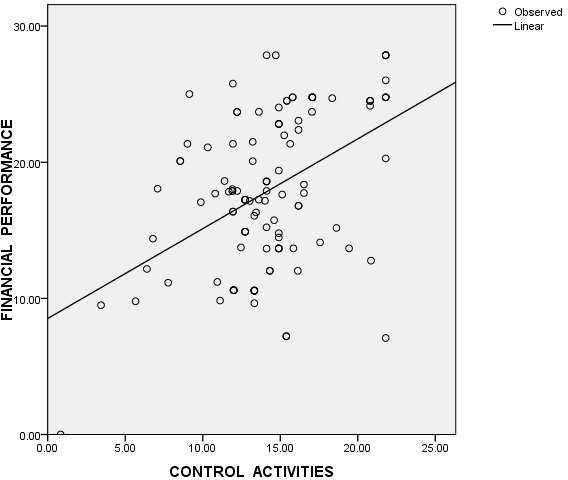 Observed
Linear
FINANCIAL PERFORMANCE
30.00
20.00
10.00
0.00
0.00 5.00 10.00 15.00 20.00 25.00
CONTROL ACTIVITIES